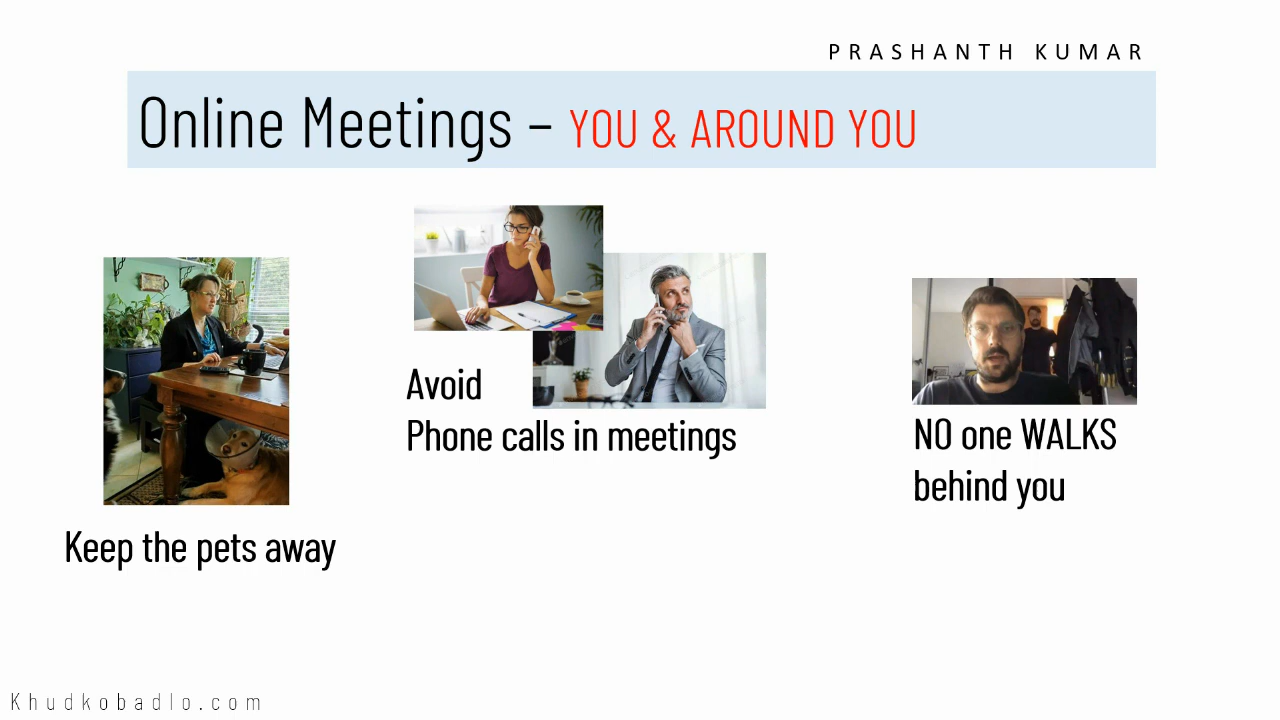 PRASHANTH KUMAR
Online Meetings – YOU & AROUND YOU
Avoid
Phone calls in meetings
NO one WALKS
behind you
Keep the pets away
Khudkobadlo.com